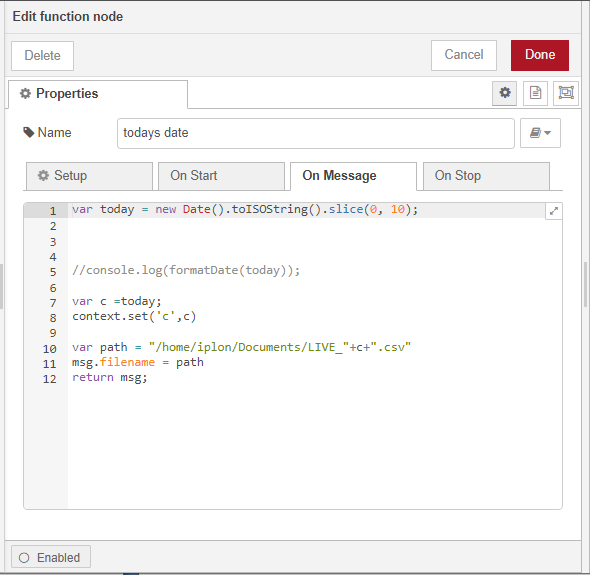 Edit function node
Delete
Cancel
Done
Properties
Name
todays date
Setup
On Start
On Message
On Stop
1 var today = new Date().toISOString().slice(0, 10);
2
3
4
5 //console.log(formatDate(today));
6
7 var c =today;
8 context.set('c',c)
9
10 var path = "/home/iplon/Documents/LIVE_"+c+".csv"
11 msg.filename = path
12 return msg;
Enabled